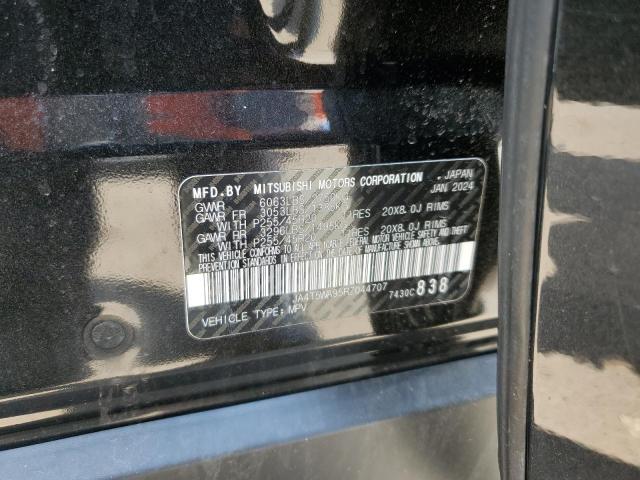 MFD.BY MITSUBISHI MOTORS CORPORATION , JAPAN
JAN 2024
GVWR 6063LBS
GAWR FR 3053LBS
WITH P255/45R20 TIRES 20X8.0J RIMS
GAWR RR 3296LBS
WITH P255/45R20 TIRES 20X8.0J RIMS
THIS VEHICLE CONFORMS TO ALL APPLICABLE FEDERAL MOTOR VEHICLE SAFETY, BUMPER AND THEFT
PREVENTION STANDARDS IN EFFECT ON THE DATE OF MANUFACTURE SHOWN ABOVE.
JA4T5WA95RZ044707
7430C 838
VEHICLE TYPE: MPV